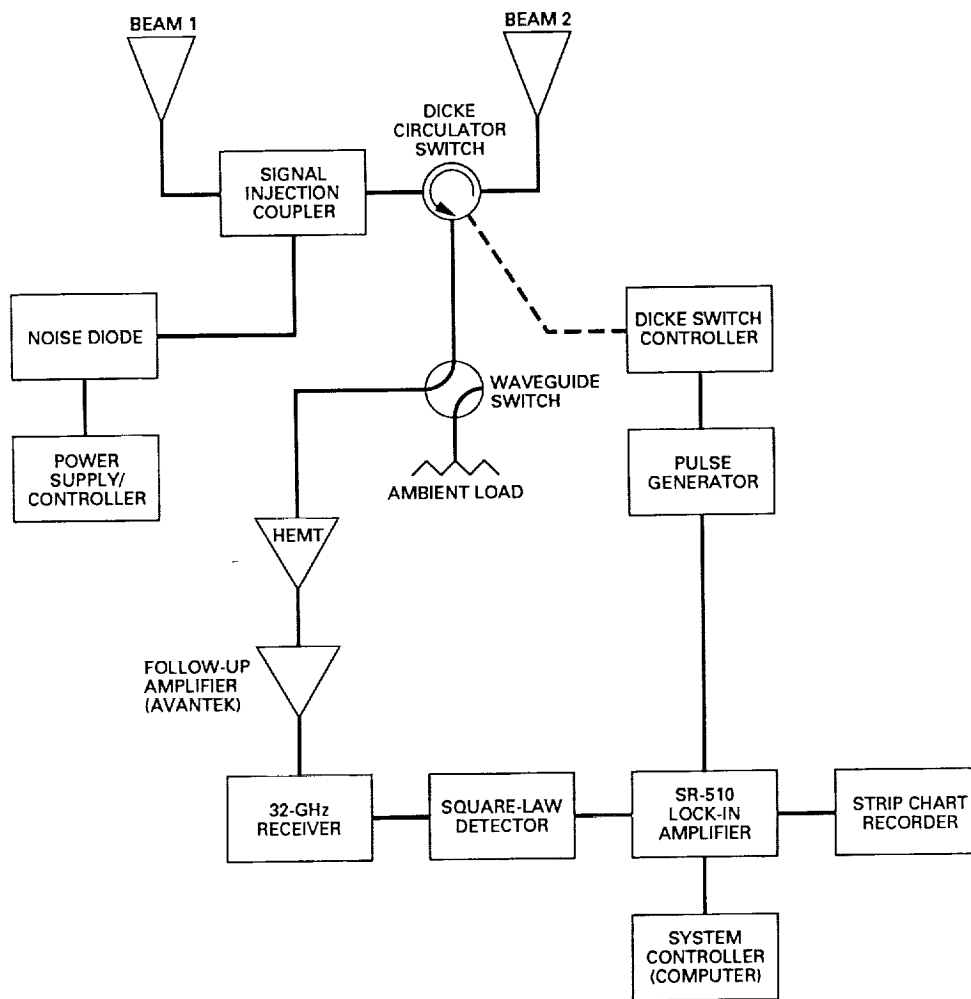 BEAM 1
BEAM 2
DICKE
CIRCULATOR
SWITCH
SIGNAL
INJECTION
COUPLER
NOISE DIODE
DICKE SWITCH
CONTROLLER
WAVEGUIDE
SWITCH
POWER
SUPPLY/
CONTROLLER
PULSE
GENERATOR
AMBIENT LOAD
HEMT
FOLLOW-UP
AMPLIFIER
(AVANTEK)
32-GHz
RECEIVER
SQUARE-LAW
DETECTOR
SR-510
LOCK-IN
AMPLIFIER
STRIP CHART
RECORDER
SYSTEM
CONTROLLER
(COMPUTER)